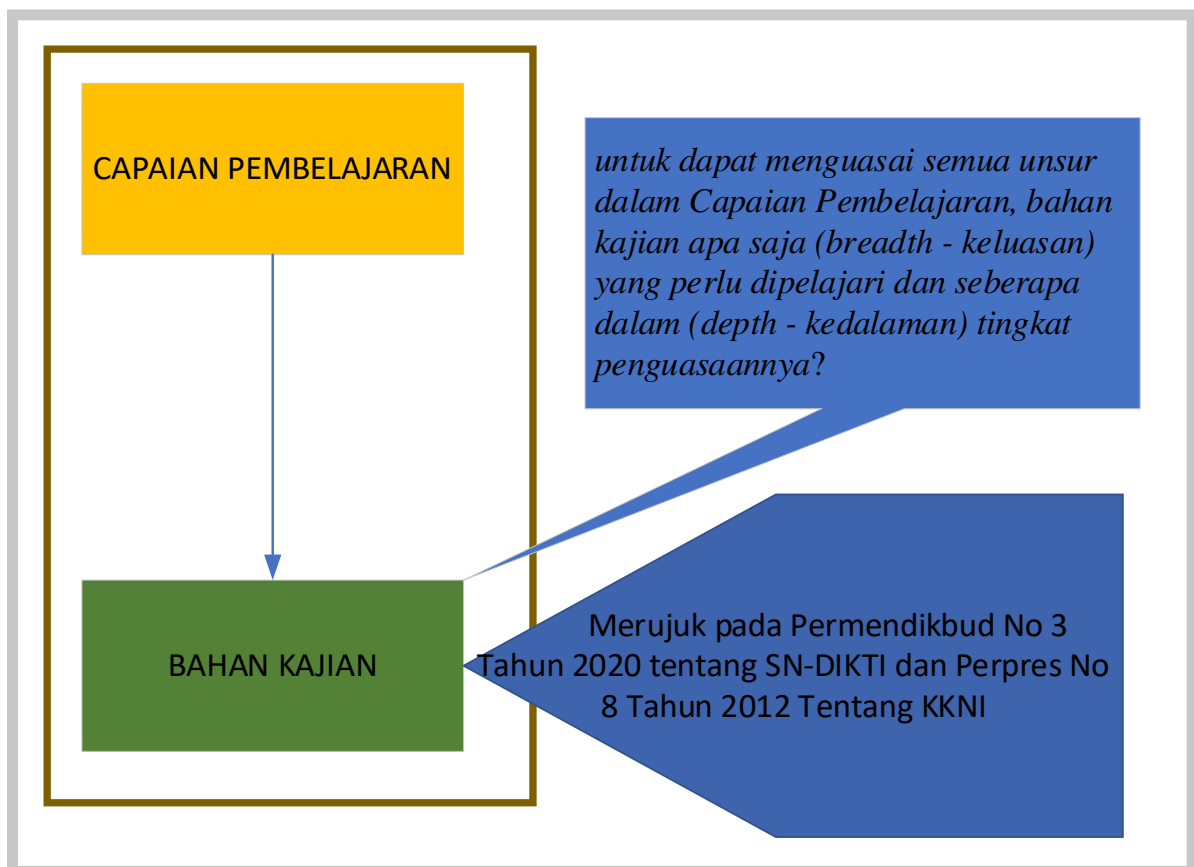 CAPAIAN PEMBELAJARAN
untuk dapat menguasai semua unsur
dalam Capaian Pembelajaran, bahan
kajian apa saja (breadth - keluasan)
yang perlu dipelajari dan seberapa
dalam (depth - kedalaman) tingkat
penguasaannya?
BAHAN KAJIAN
Merujuk pada Permendikbud No 3
Tahun 2020 tentang SN-DIKTI dan Perpres No
8 Tahun 2012 Tentang KKNI